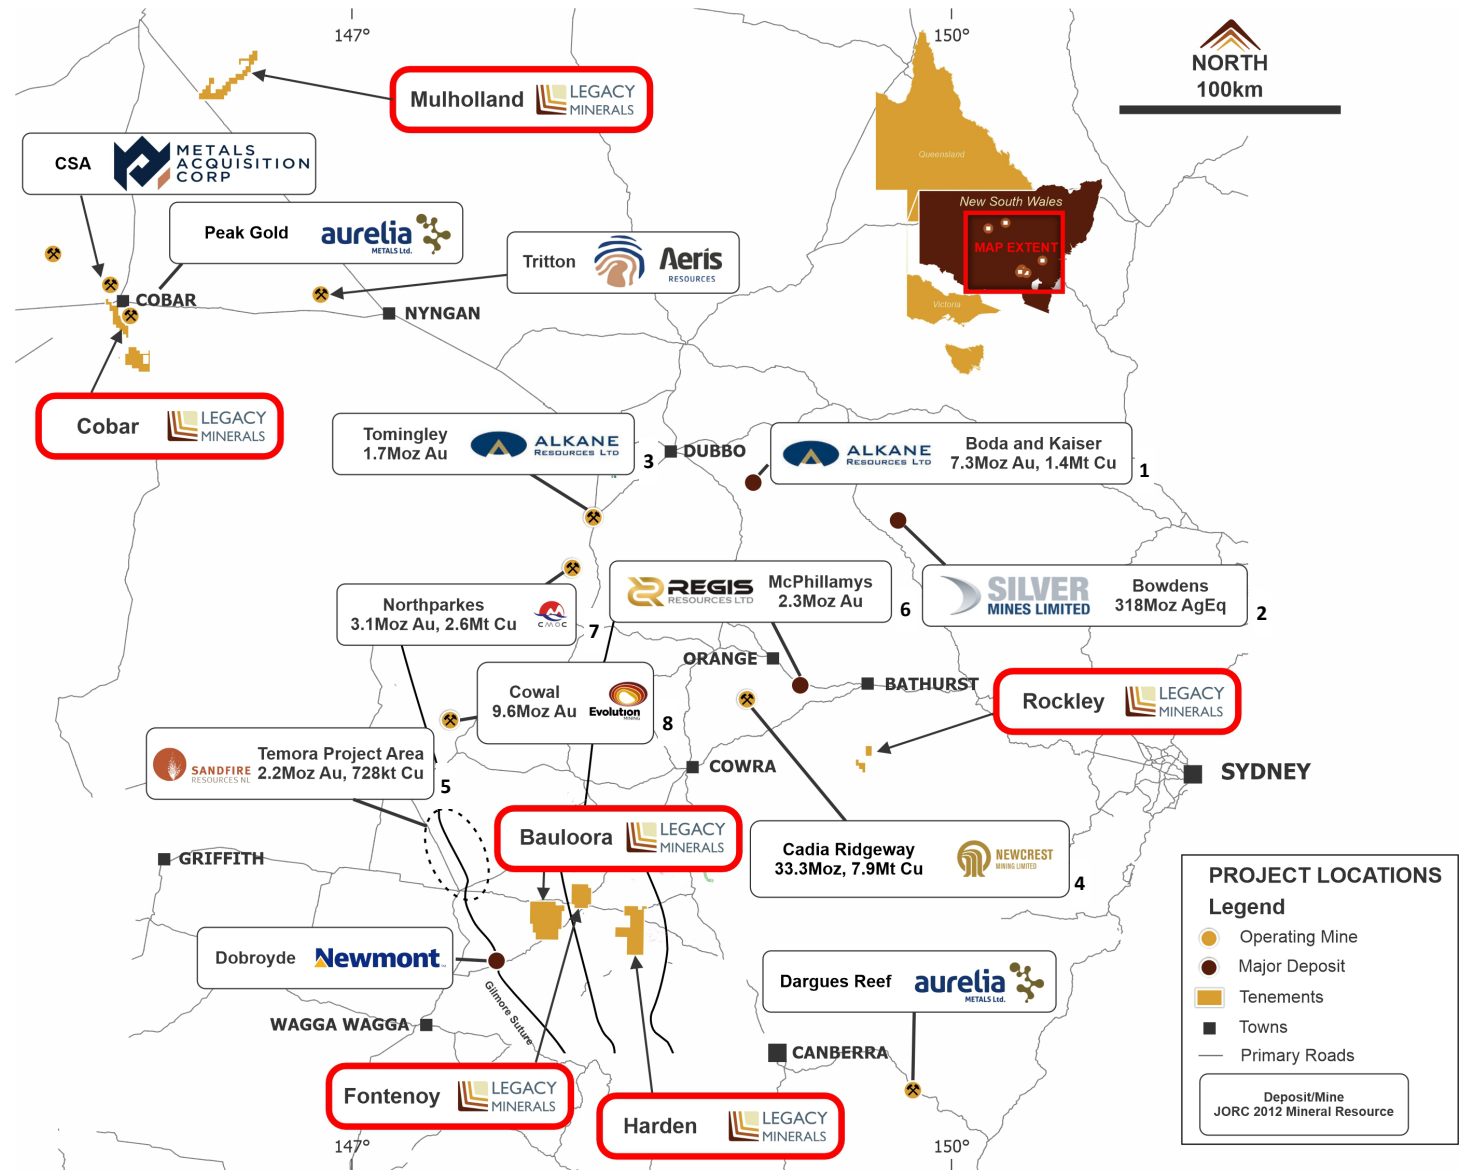 147°
150°
NORTH
100km
Mulholland
LEGACY
MINERALS
CSA
METALS
ACQUISITION
CORP
Queensland
New South Wales
MAP EXTENT
Victoria
Peak Gold
aurelia
METALS Ltd.
Tritton
Aeris
RESOURCES
COBAR
NYNGAN
Cobar
LEGACY
MINERALS
Tomingley
1.7Moz Au
ALKANE
RESOURCES LTD
3
DUBBO
ALKANE
RESOURCES LTD
Boda and Kaiser
7.3Moz Au, 1.4Mt Cu
1
SILVER
MINES LIMITED
Bowdens
318Moz AgEq
2
REGIS
RESOURCES LTD
McPhillamys
2.3Moz Au
6
Northparkes
3.1Moz Au, 2.6Mt Cu
CMOC
7
ORANGE
BATHURST
Rockley
LEGACY
MINERALS
Cowal
9.6Moz Au
Evolution
MINING
8
Temora Project Area
2.2Moz Au, 728kt Cu
SANDFIRE
RESOURCES NL
5
COWRA
SYDNEY
Bauloora
LEGACY
MINERALS
Cadia Ridgeway
33.3Moz, 7.9Mt Cu
NEWCREST
MINING LIMITED
4
GRIFFITH
Dobroyde
Newmont
Gilmore Suture
Dargues Reef
aurelia
METALS Ltd.
WAGGA WAGGA
CANBERRA
Fontenoy
LEGACY
MINERALS
Harden
LEGACY
MINERALS
147°
150°
PROJECT LOCATIONS
Legend
Operating Mine
Major Deposit
Tenements
Towns
Primary Roads
Deposit/Mine
JORC 2012 Mineral Resource